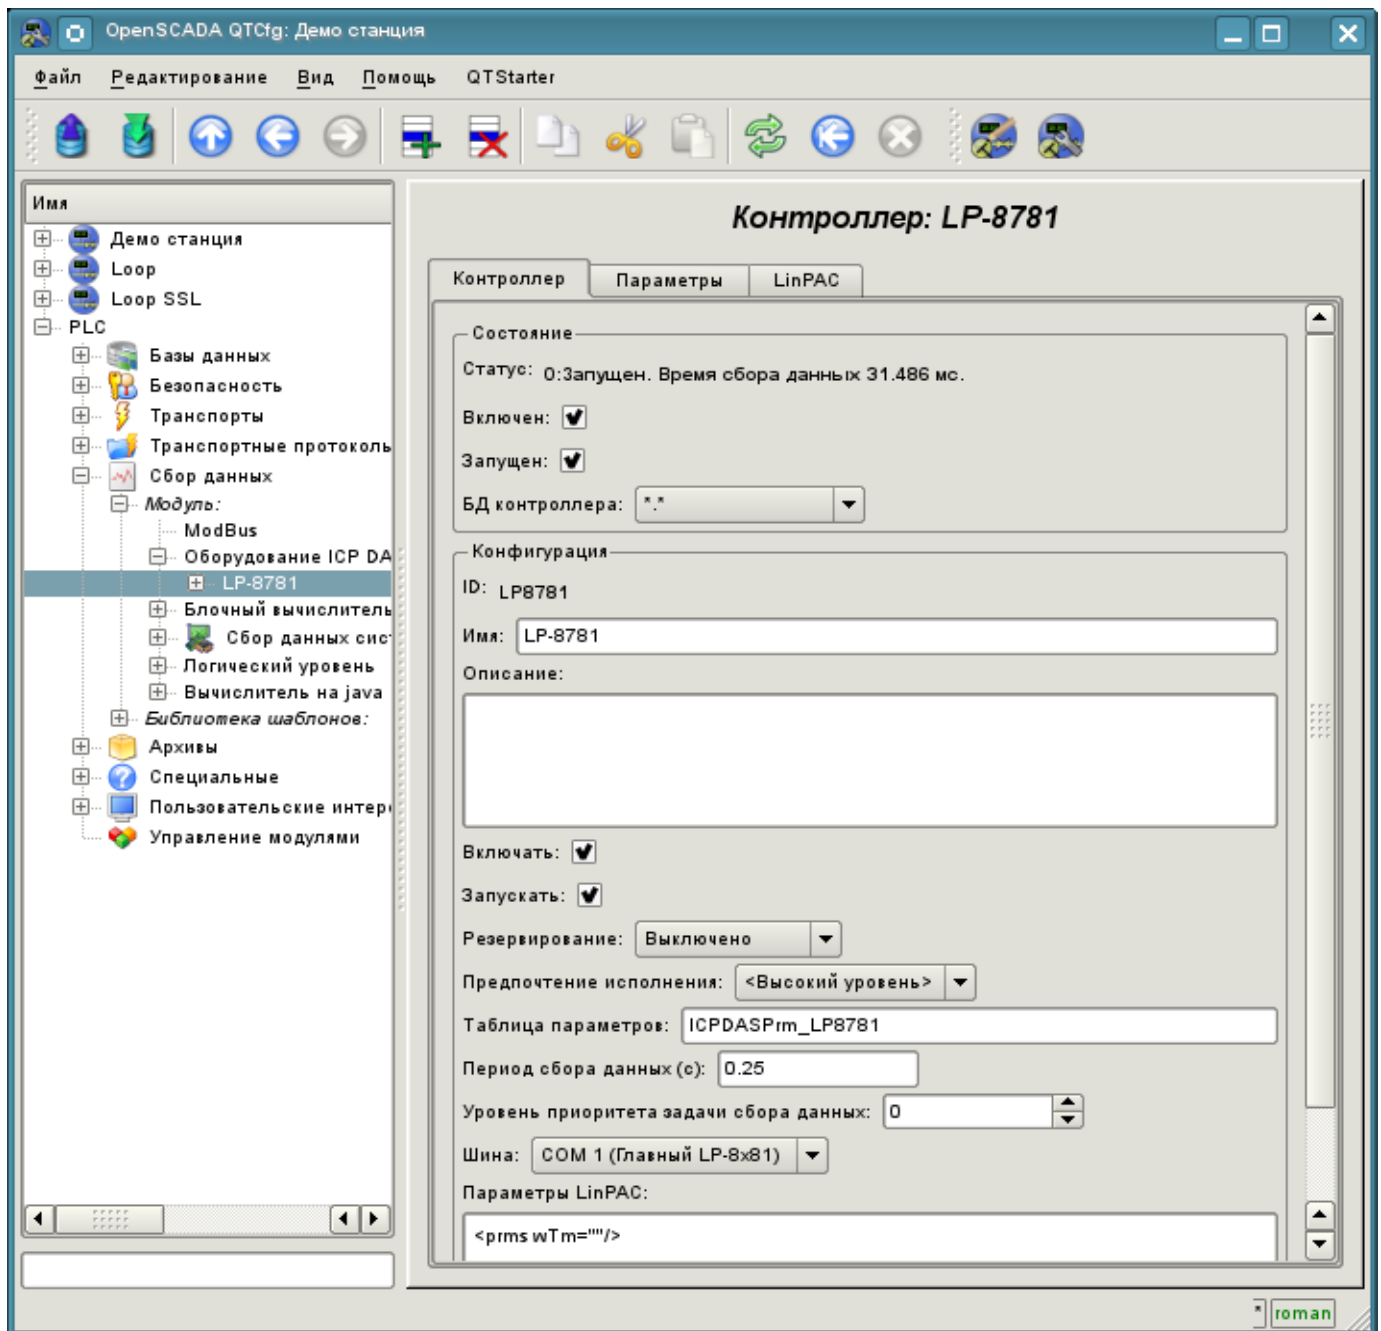 OpenSCADA QTCfg: Демо станция
Файл Редактирование Вид Помощь QTStarter
Имя
Демо станция
Loop
Loop SSL
PLC
Базы данных
Безопасность
Транспорты
Транспортные протоколы
Сбор данных
Модуль:
ModBus
Оборудование ICP DA
LP-8781
Блочный вычислитель
Сбор данных сис
Логический уровень
Вычислитель на java
Библиотека шаблонов:
Архивы
Специальные
Пользовательские интер
Управление модулями
Контроллер: LP-8781
Контроллер Параметры LinPAC
Состояние
Статус: 0:Запущен. Время сбора данных 31.486 мс.
Включен:
Запущен:
БД контроллера: *.*
Конфигурация
ID: LP8781
Имя: LP-8781
Описание:
Включать:
Запускать:
Резервирование: Выключено
Предпочтение исполнения: <Высокий уровень>
Таблица параметров: ICPDASPrm_LP8781
Период сбора данных (с): 0.25
Уровень приоритета задачи сбора данных: 0
Шина: COM 1 (Главный LP-8x81)
Параметры LinPAC:
<prms wTm=""/>
* roman